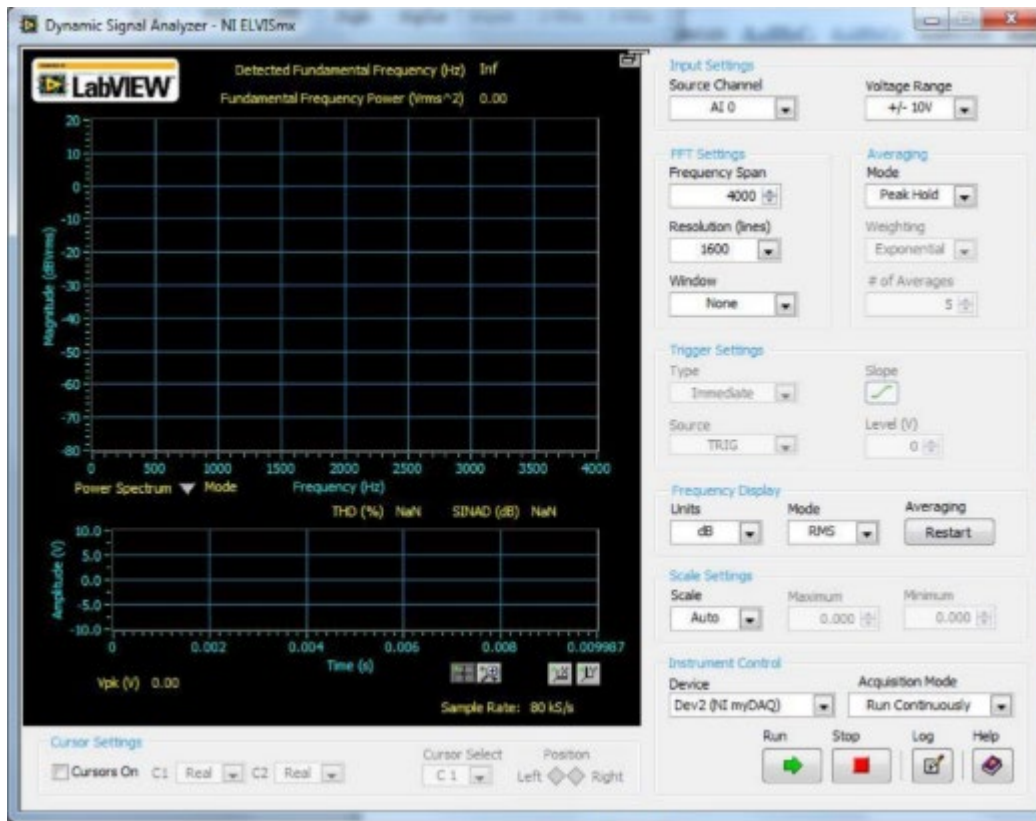 Dynamic Signal Analyzer - NI ELVISmx
LabVIEW
Detected Fundamental Frequency (Hz) Inf
Fundamental Frequency Power (Vrms^2) 0.00
20
10
0
-10
-20
-30
-40
-50
-60
-70
-80
Magnitude (dBVrms)
0 500 1000 1500 2000 2500 3000 3500 4000
Power Spectrum Mode Frequency (Hz)
THD (%) NaN SINAD (dB) NaN
10.0
5.0
0.0
-5.0
-10.0
Amplitude (V)
0 0.002 0.004 0.006 0.008 0.009987
Time (s)
Vpk (V) 0.00
Sample Rate: 80 kS/s
Cursor Settings
Cursors On C1 Real C2 Real
Cursor Select Position
C 1 Left Right
Input Settings
Source Channel Voltage Range
AI 0 +/- 10V
FFT Settings
Frequency Span
4000
Resolution (lines)
1600
Window
None
Averaging
Mode
Peak Hold
Weighting
Exponential
# of Averages
5
Trigger Settings
Type Slope
Immediate
Source Level (V)
TRIG 0
Frequency Display
Units Mode Averaging
dB RMS Restart
Scale Settings
Scale Maximum Minimum
Auto 0.000 0.000
Instrument Control
Device Acquisition Mode
Dev2 (NI myDAQ) Run Continuously
Run Stop Log Help